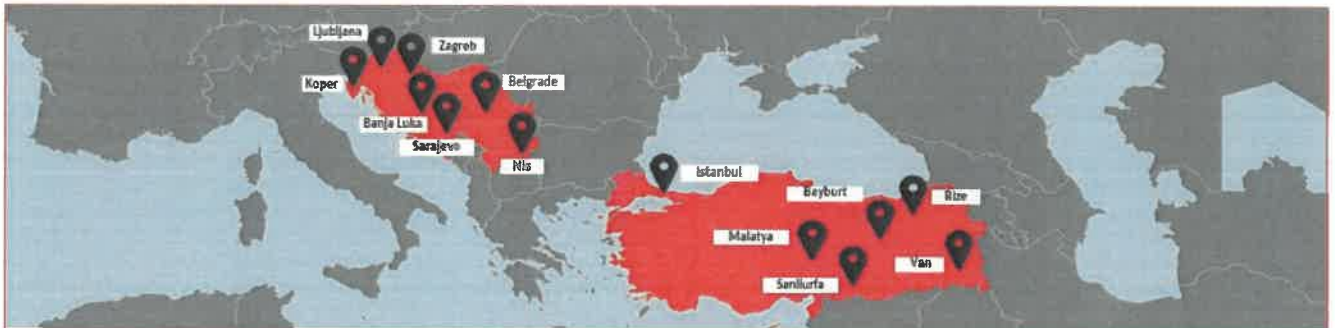 Ljubljana
Zagreb
Koper
Belgrade
Banja Luka
Sarajevo
Nis
Istanbul
Bayburt
Rize
Malatya
Van
Sanliurfa